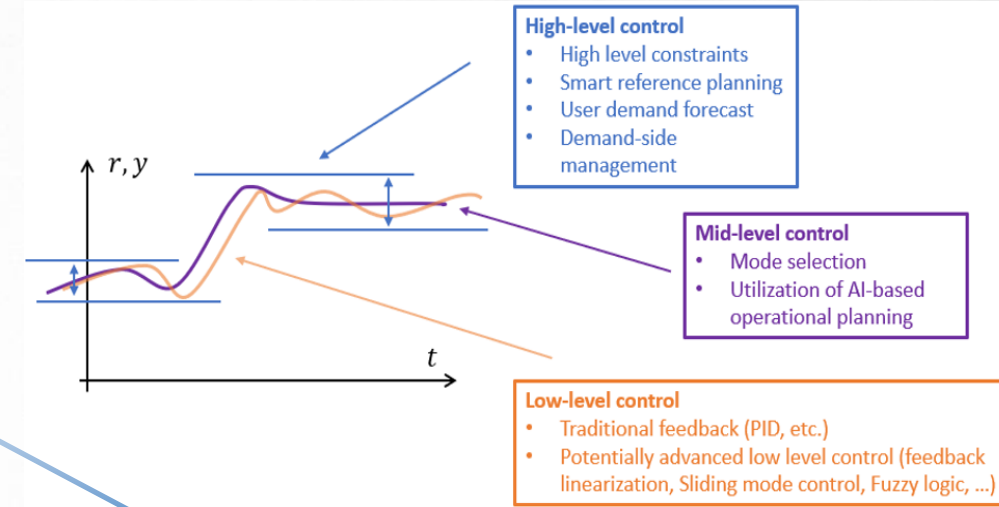 High-level control
• High level constraints
• Smart reference planning
• User demand forecast
• Demand-side
management
r, y
Mid-level control
• Mode selection
• Utilization of AI-based
operational planning
t
Low-level control
• Traditional feedback (PID, etc.)
• Potentially advanced low level control (feedback
linearization, Sliding mode control, Fuzzy logic, ...)